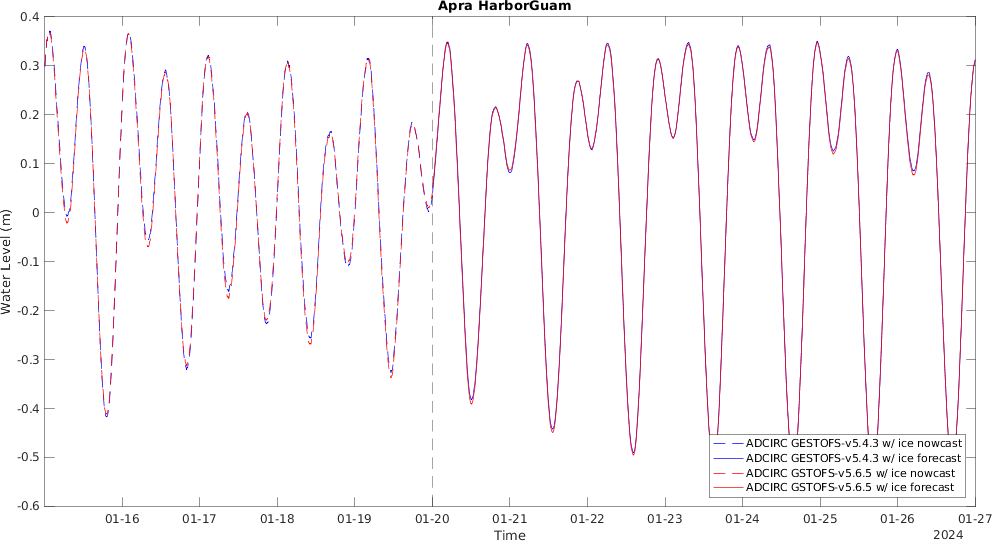 Apra HarborGuam
0.4
0.3
0.2
0.1
0
-0.1
-0.2
-0.3
-0.4
-0.5
-0.6
Water Level (m)
ADCIRC GESTOFS-v5.4.3 w/ ice nowcast
ADCIRC GESTOFS-v5.4.3 w/ ice forecast
ADCIRC GSTOFS-v5.6.5 w/ ice nowcast
ADCIRC GSTOFS-v5.6.5 w/ ice forecast
01-16 01-17 01-18 01-19 01-20 01-21 01-22 01-23 01-24 01-25 01-26 01-27
Time
2024